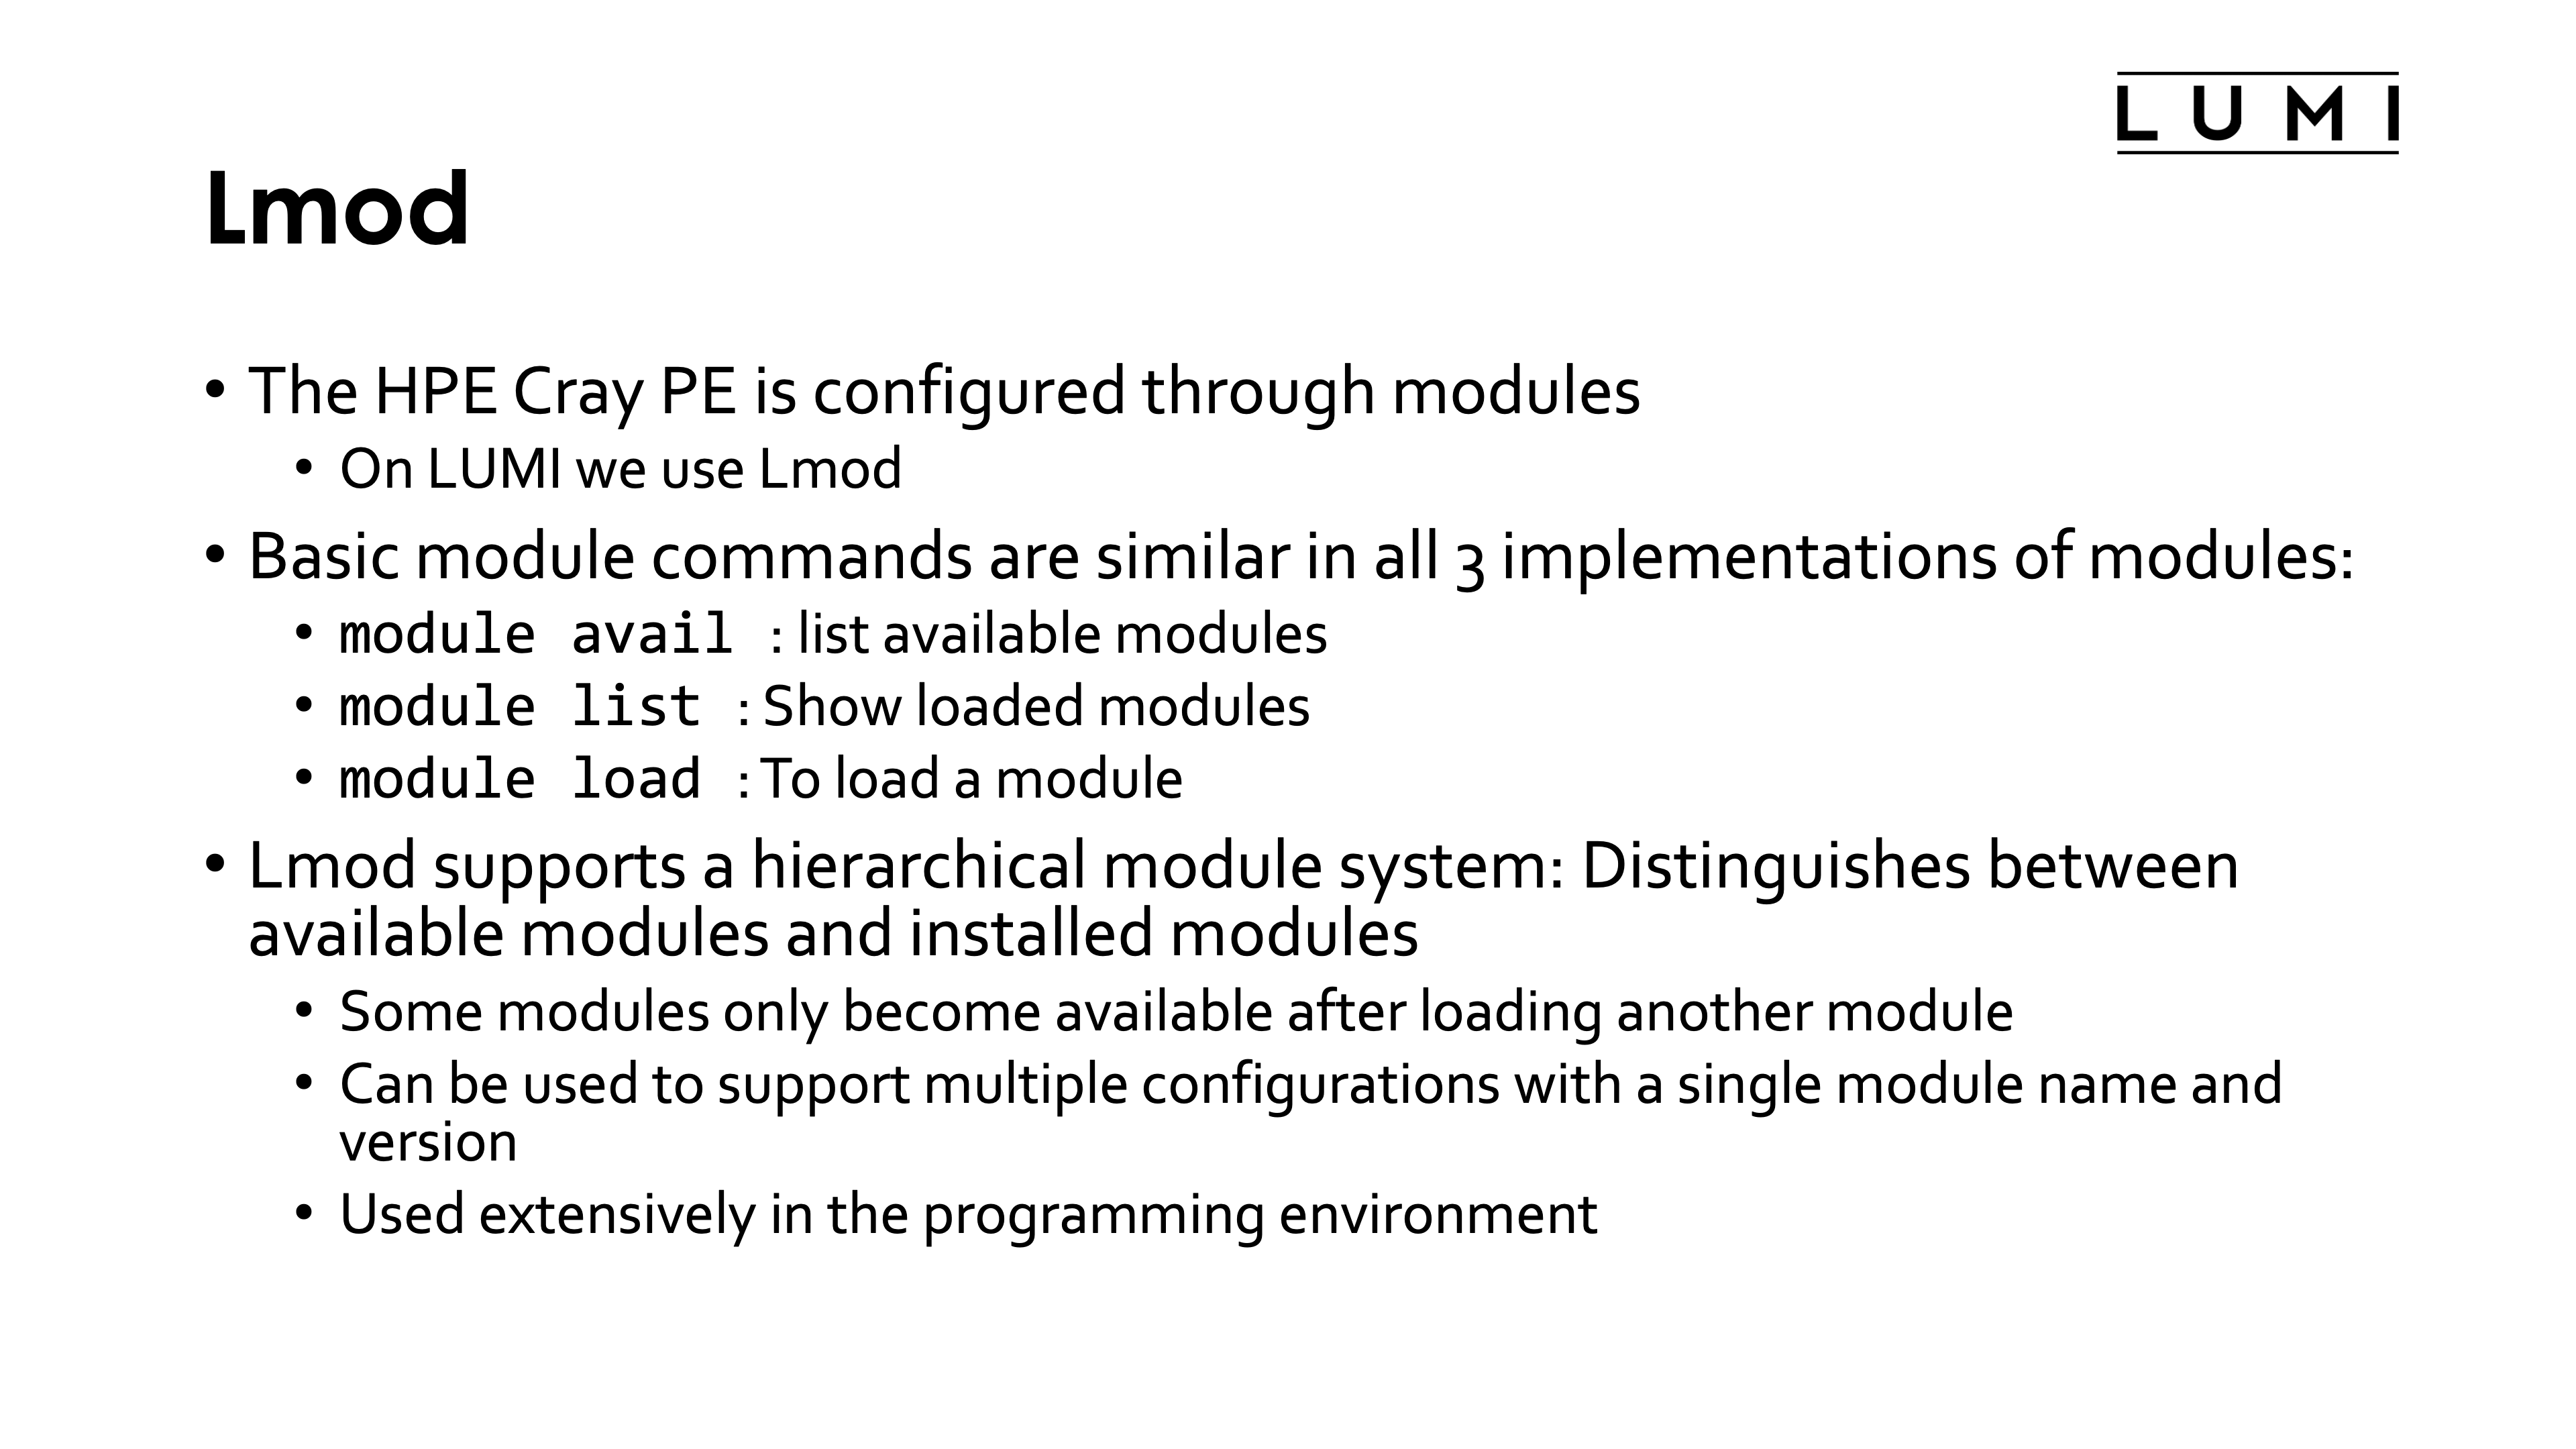 LUMI
Lmod
• The HPE Cray PE is configured through modules
• On LUMI we use Lmod
• Basic module commands are similar in all 3 implementations of modules:
• module avail : list available modules
• module list : Show loaded modules
• module load : To load a module
• Lmod supports a hierarchical module system: Distinguishes between
available modules and installed modules
• Some modules only become available after loading another module
• Can be used to support multiple configurations with a single module name and
version
• Used extensively in the programming environment